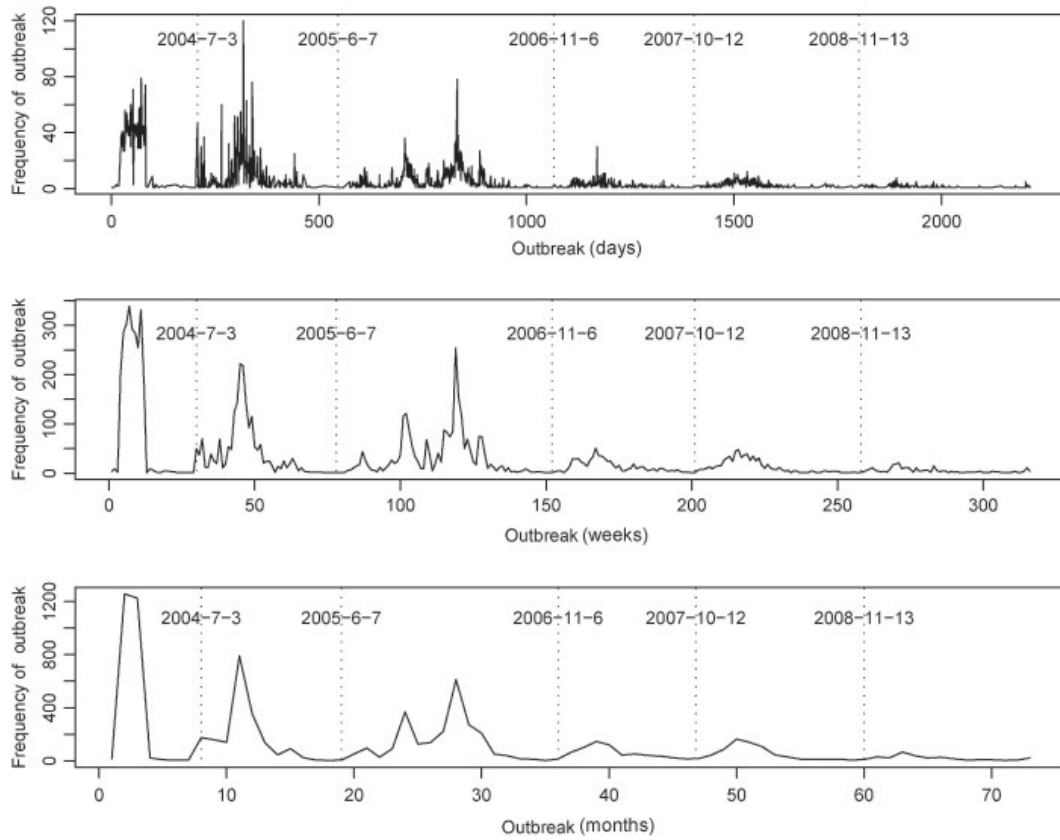 Frequency of outbreak
120
80
40
0
2004-7-3 2005-6-7 2006-11-6 2007-10-12 2008-11-13
0 500 1000 1500 2000
Outbreak (days)
Frequency of outbreak
300
200
100
0
2004-7-3 2005-6-7 2006-11-6 2007-10-12 2008-11-13
0 50 100 150 200 250 300
Outbreak (weeks)
Frequency of outbreak
1200
800
400
0
2004-7-3 2005-6-7 2006-11-6 2007-10-12 2008-11-13
0 10 20 30 40 50 60 70
Outbreak (months)